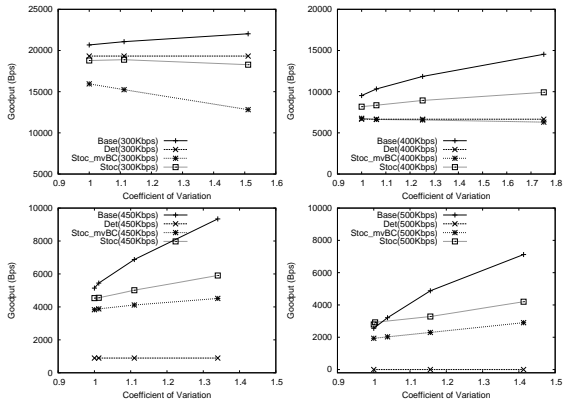 25000
20000
15000
10000
5000
Goodput (Bps)
0.9 1 1.1 1.2 1.3 1.4 1.5 1.6
Coefficient of Variation
Base(300Kbps)
Det(300Kbps)
Stoc_mvBC(300Kbps)
Stoc(300Kbps)
20000
15000
10000
5000
0
Goodput (Bps)
0.9 1 1.1 1.2 1.3 1.4 1.5 1.6 1.7 1.8
Coefficient of Variation
Base(400Kbps)
Det(400Kbps)
Stoc_mvBC(400Kbps)
Stoc(400Kbps)
10000
8000
6000
4000
2000
0
Goodput (Bps)
0.9 1 1.1 1.2 1.3 1.4 1.5
Coefficient of Variation
Base(450Kbps)
Det(450Kbps)
Stoc_mvBC(450Kbps)
Stoc(450Kbps)
8000
6000
4000
2000
0
Goodput (Bps)
0.9 1 1.1 1.2 1.3 1.4 1.5
Coefficient of Variation
Base(500Kbps)
Det(500Kbps)
Stoc_mvBC(500Kbps)
Stoc(500Kbps)